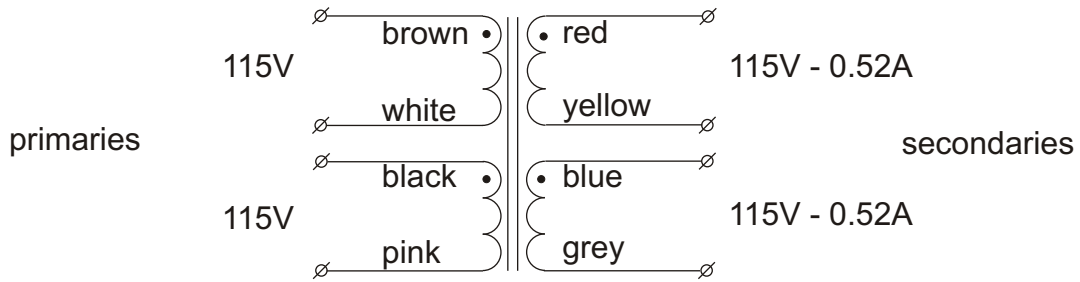 brown
red
115V
115V - 0.52A
white
yellow
primaries
secondaries
black
blue
115V
115V - 0.52A
pink
grey